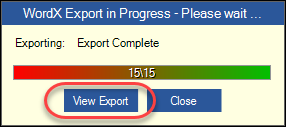 WordX Export in Progress - Please wait ...
Exporting: Export Complete
15\15
View Export Close